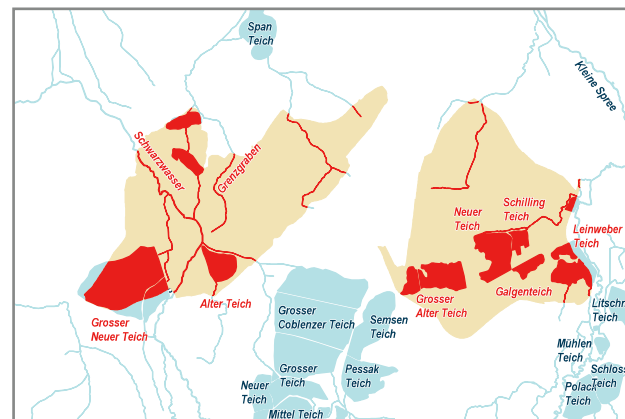 Span
Teich
Kleine Spree
Schwarzwasser
Grenzgraben
Schilling
Teich
Neuer
Teich
Leinweber
Teich
Galgenteich
Grosser
Alter Teich
Alter Teich
Grosser
Neuer Teich
Grosser
Coblenzer Teich
Semsen
Teich
Litschn
Teich
Mühlen
Teich
Grosser
Teich
Pessak
Teich
Schloss
Teich
Neuer
Teich
Polack
Teich
Mittel Teich